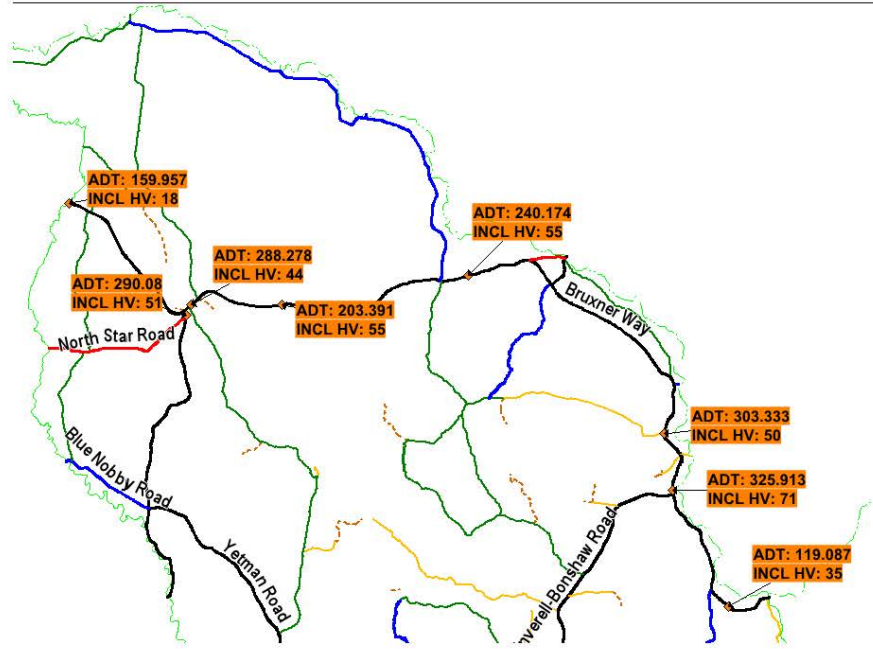 ADT: 159.957
INCL HV: 18
ADT: 240.174
INCL HV: 55
ADT: 288.278
INCL HV: 44
ADT: 290.08
INCL HV: 51
ADT: 203.391
INCL HV: 55
Bruxner Way
North Star Road
ADT: 303.333
INCL HV: 50
Blue Nobby Road
ADT: 325.913
INCL HV: 71
Yetman Road
nverell-Bonshaw Road
ADT: 119.087
INCL HV: 35